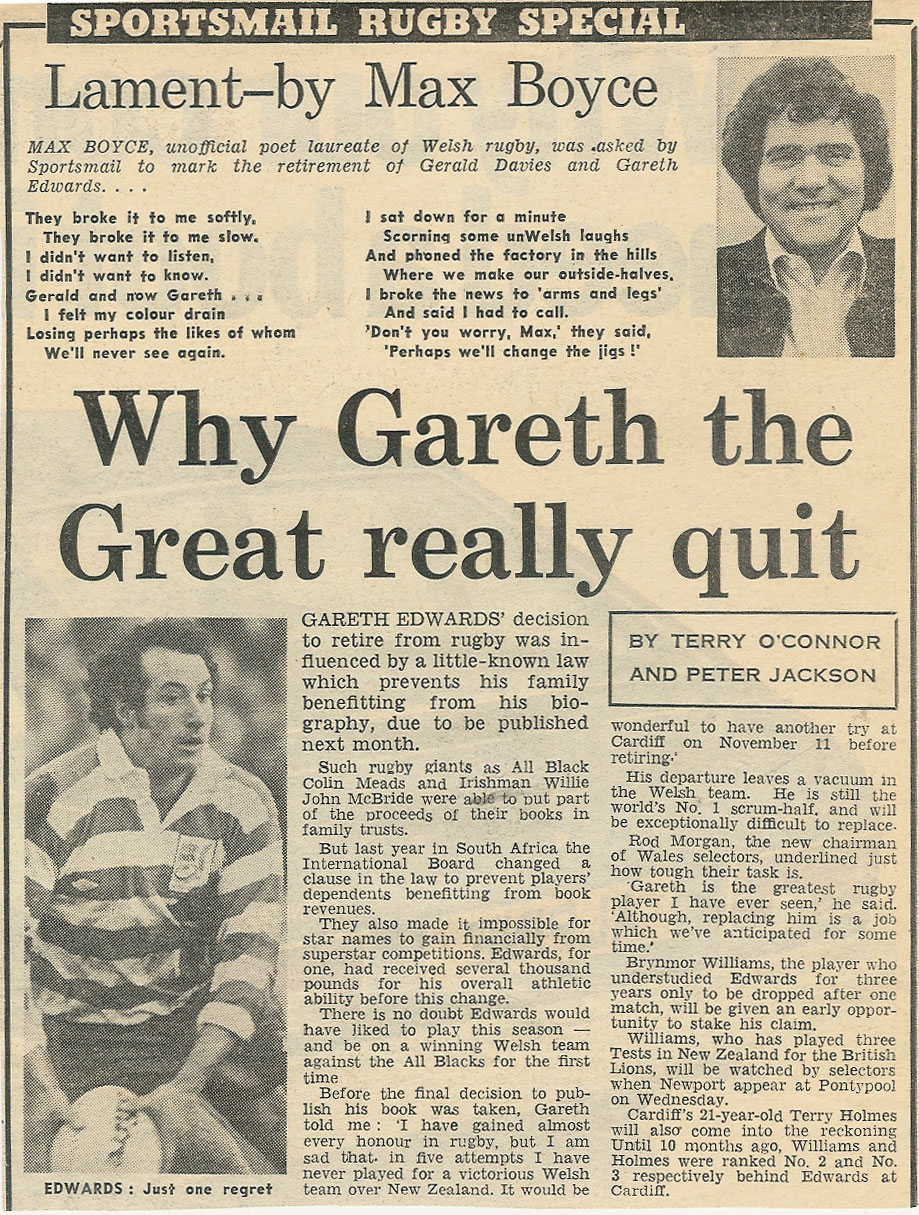 SPORTSMAIL RUGBY SPECIAL
Lament–by Max Boyce
MAX BOYCE, unofficial poet laureate of Welsh rugby, was asked by
Sportsmail to mark the retirement of Gerald Davies and Gareth
Edwards. . . .
They broke it to me softly,
They broke it to me slow.
I didn't want to listen,
I didn't want to know.
Gerald and now Gareth . . .
I felt my colour drain
Losing perhaps the likes of whom
We'll never see again.
I sat down for a minute
Scorning some unWelsh laughs
And phoned the factory in the hills
Where we make our outside-halves.
I broke the news to 'arms and legs'
And said I had to call.
'Don't you worry, Max,' they said,
'Perhaps we'll change the jigs !'
Why Gareth the
Great really quit
EDWARDS : Just one regret
GARETH EDWARDS' decision
to retire from rugby was in-
fluenced by a little-known law
which prevents his family
benefitting from his bio-
graphy, due to be published
next month.
Such rugby giants as All Black
Colin Meads and Irishman Willie
John McBride were able to put part
of the proceeds of their books in
family trusts.
But last year in South Africa the
International Board changed a
clause in the law to prevent players'
dependents benefitting from book
revenues.
They also made it impossible for
star names to gain financially from
superstar competitions. Edwards, for
one, had received several thousand
pounds for his overall athletic
ability before this change.
There is no doubt Edwards would
have liked to play this season —
and be on a winning Welsh team
against the All Blacks for the first
time
Before the final decision to pub-
lish his book was taken, Gareth
told me : 'I have gained almost
every honour in rugby, but I am
sad that, in five attempts I have
never played for a victorious Welsh
team over New Zealand. It would be
BY TERRY O'CONNOR
AND PETER JACKSON
wonderful to have another try at
Cardiff on November 11 before
retiring.'
His departure leaves a vacuum in
the Welsh team. He is still the
world's No. 1 scrum-half, and will
be exceptionally difficult to replace.
Rod Morgan, the new chairman
of Wales selectors, underlined just
how tough their task is.
'Gareth is the greatest rugby
player I have ever seen,' he said.
'Although, replacing him is a job
which we've anticipated for some
time.'
Brynmor Williams, the player who
understudied Edwards for three
years only to be dropped after one
match, will be given an early oppor-
tunity to stake his claim.
Williams, who has played three
Tests in New Zealand for the British
Lions, will be watched by selectors
when Newport appear at Pontypool
on Wednesday.
Cardiff's 21-year-old Terry Holmes
will also come into the reckoning
Until 10 months ago, Williams and
Holmes were ranked No. 2 and No.
3 respectively behind Edwards at
Cardiff.